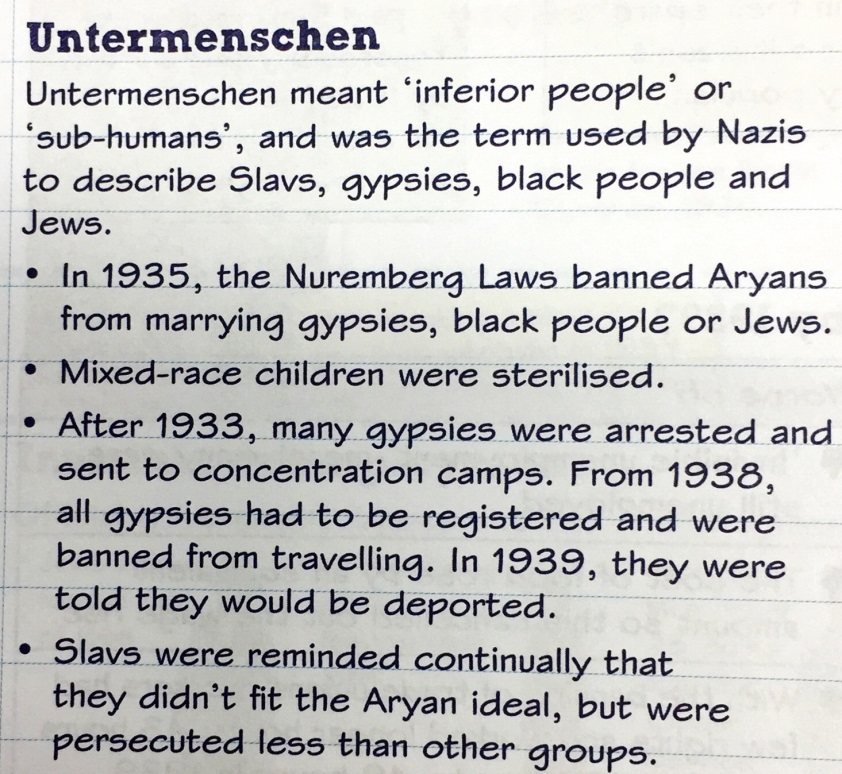 Untermenschen
Untermenschen meant ‘inferior people’ or
‘sub-humans’, and was the term used by Nazis
to describe Slavs, gypsies, black people and
Jews.
• In 1935, the Nuremberg Laws banned Aryans
from marrying gypsies, black people or Jews.
• Mixed-race children were sterilised.
• After 1933, many gypsies were arrested and
sent to concentration camps. From 1938,
all gypsies had to be registered and were
banned from travelling. In 1939, they were
told they would be deported.
• Slavs were reminded continually that
they didn’t fit the Aryan ideal, but were
persecuted less than other groups.